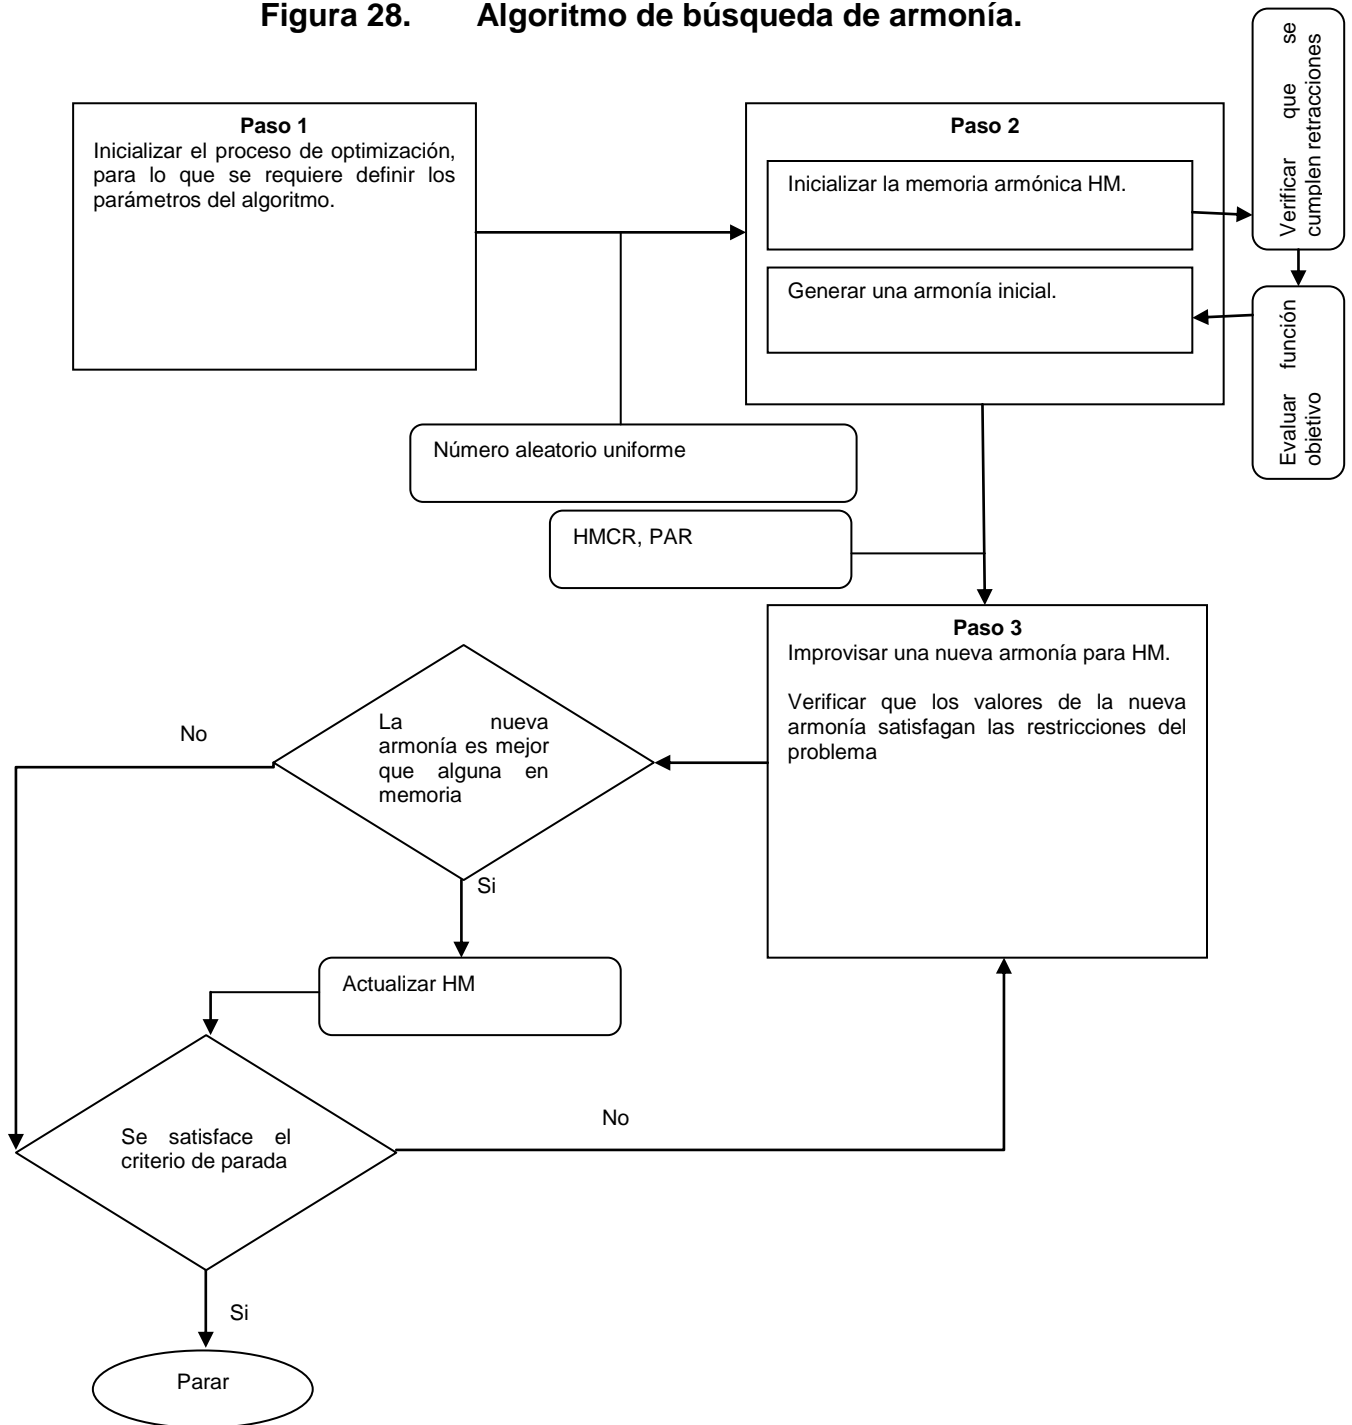 Figura 28. Algoritmo de búsqueda de armonía.
Paso 1
Inicializar el proceso de optimización,
para lo que se requiere definir los
parámetros del algoritmo.
Paso 2
Inicializar la memoria armónica HM.
Generar una armonía inicial.
Verificar que se
cumplen retracciones
Evaluar función
objetivo
Número aleatorio uniforme
HMCR, PAR
Paso 3
Improvisar una nueva armonía para HM.
Verificar que los valores de la nueva
armonía satisfagan las restricciones del
problema
La nueva
armonía es mejor
que alguna en
memoria
No
Si
Actualizar HM
Se satisface el
criterio de parada
No
Si
Parar